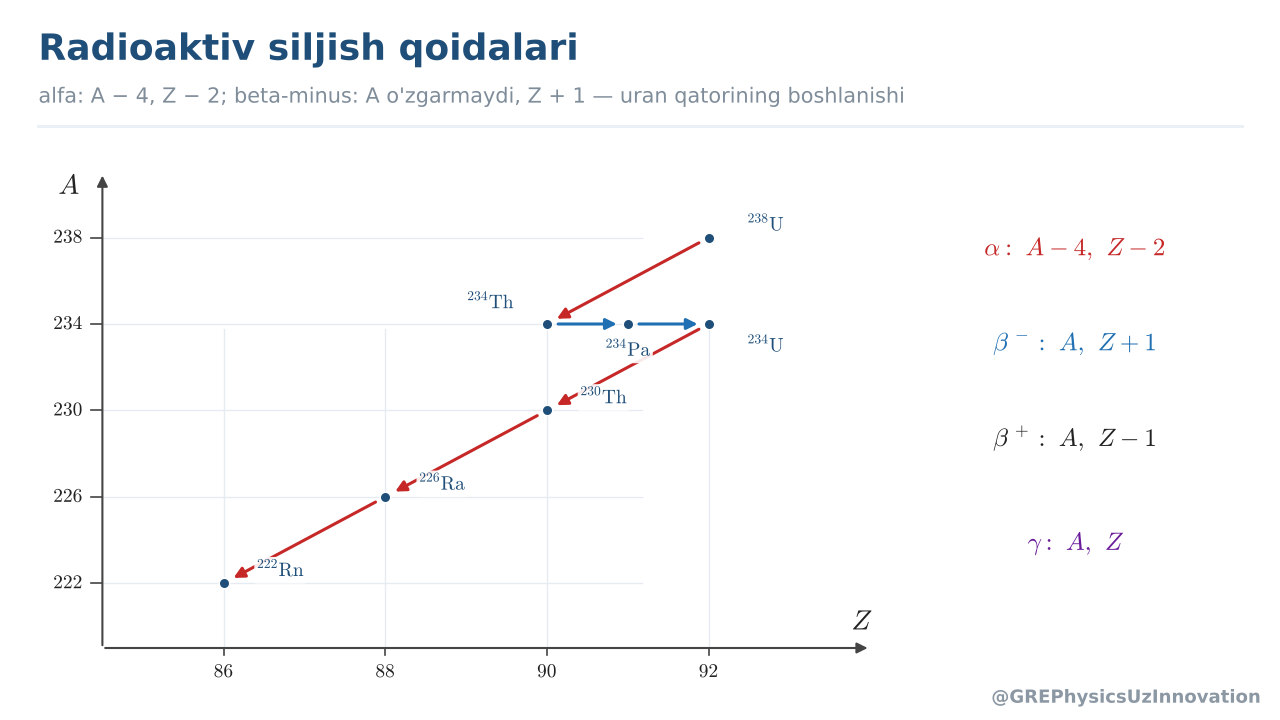 Radioaktiv siljish qoidalari
alfa: A − 4, Z − 2; beta-minus: A o'zgarmaydi, Z + 1 — uran qatorining boshlanishi
A
238
234
230
226
222
²³⁸U
²³⁴Th
²³⁴Pa
²³⁴U
²³⁰Th
²²⁶Ra
²²²Rn
Z
86 88 90 92
α : A − 4, Z − 2
β⁻ : A, Z + 1
β⁺ : A, Z − 1
γ : A, Z
@GREPhysicsUzInnovation